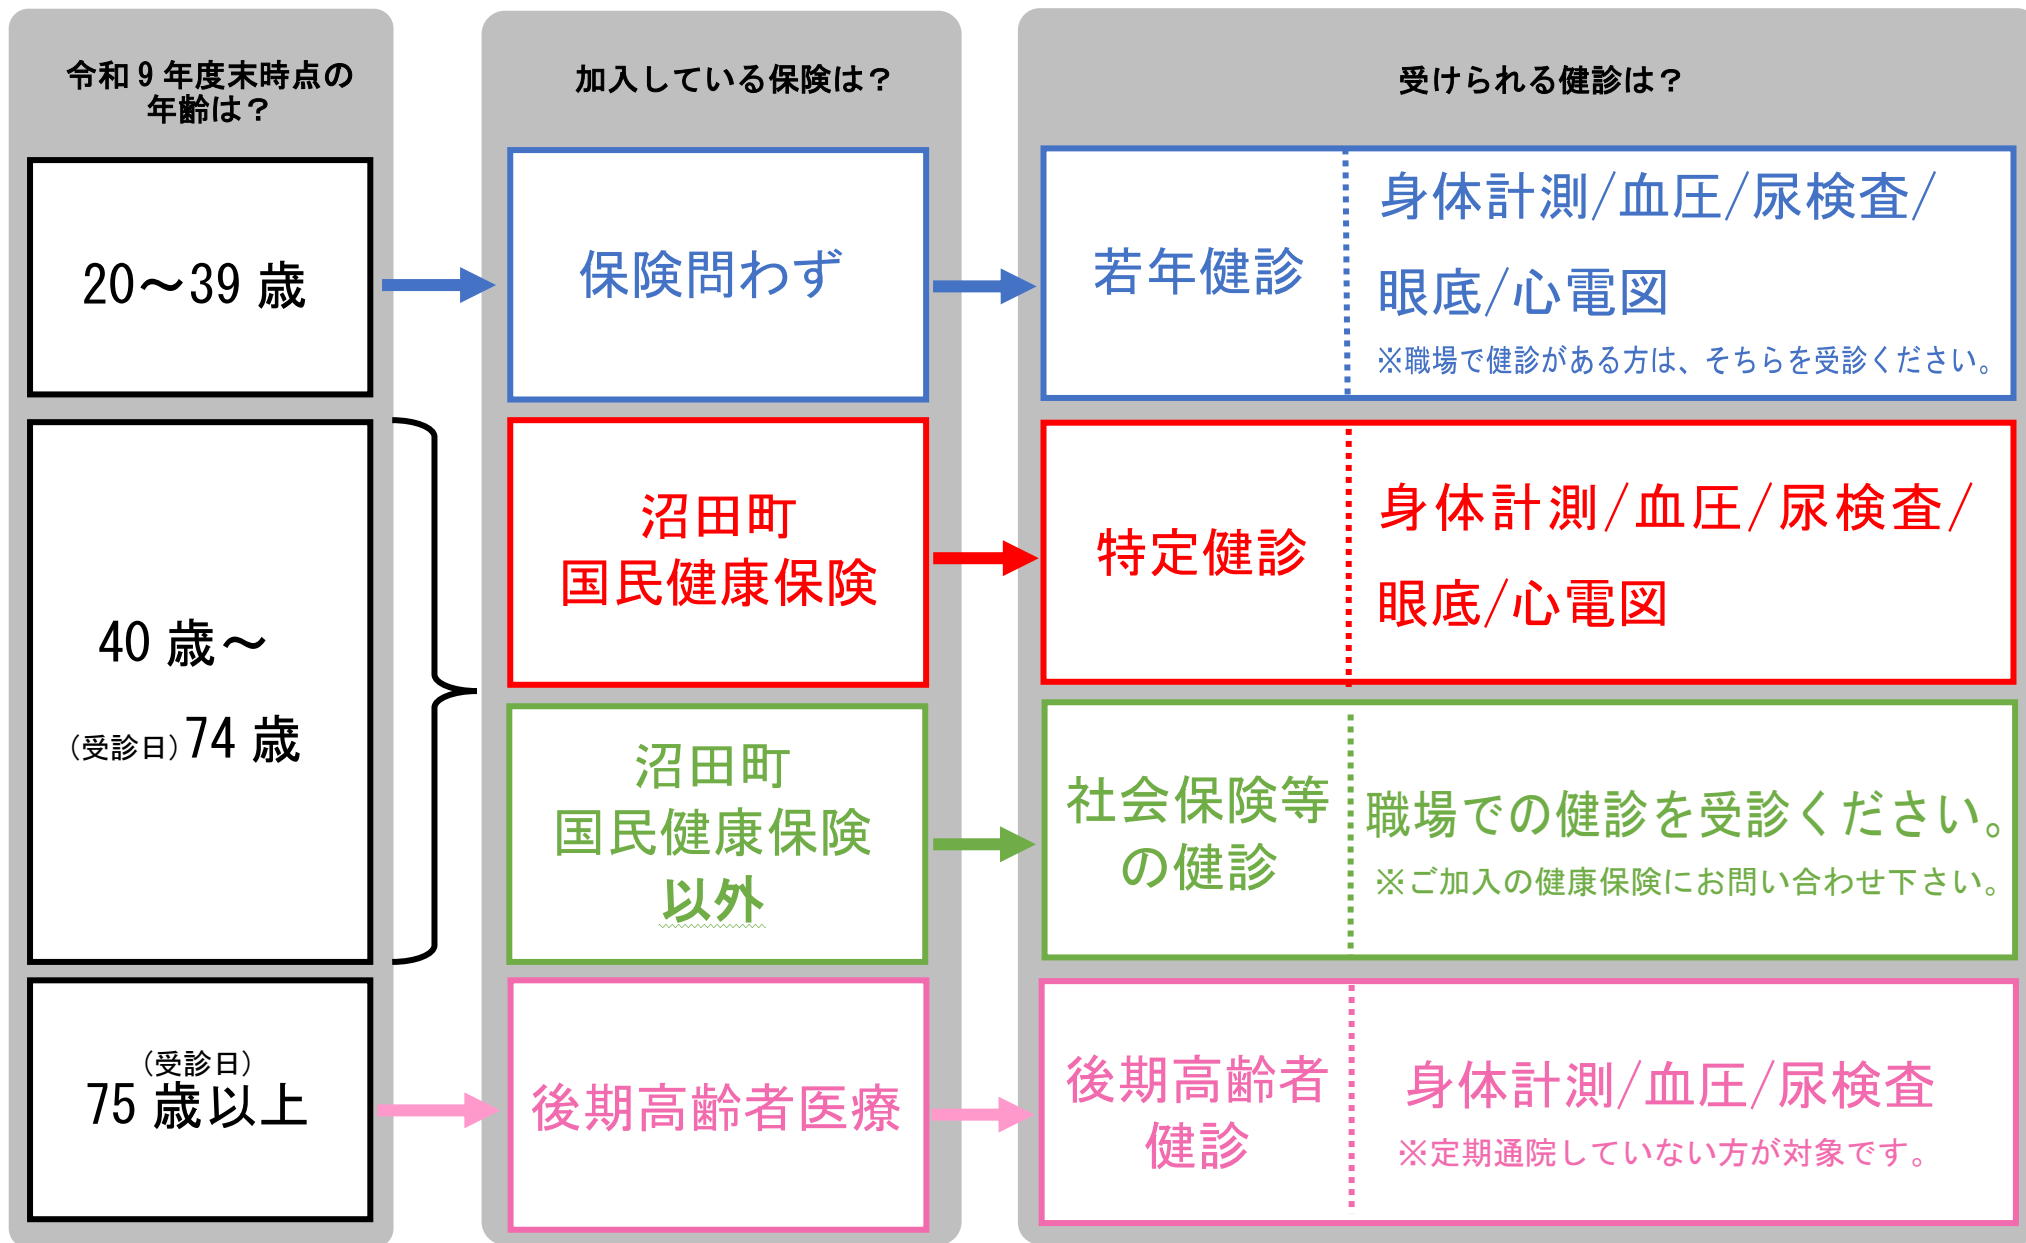 令和9年度末時点の
年齢は？
加入している保険は？
受けられる健診は？
20～39歳
保険問わず
若年健診
身体計測/血圧/尿検査/
眼底/心電図
※職場で健診がある方は、そちらを受診ください。
40歳～
（受診日）74歳
沼田町
国民健康保険
特定健診
身体計測/血圧/尿検査/
眼底/心電図
沼田町
国民健康保険
以外
社会保険等
の健診
職場での健診を受診ください。
※ご加入の健康保険にお問い合わせ下さい。
（受診日）
75歳以上
後期高齢者医療
後期高齢者
健診
身体計測/血圧/尿検査
※定期通院していない方が対象です。